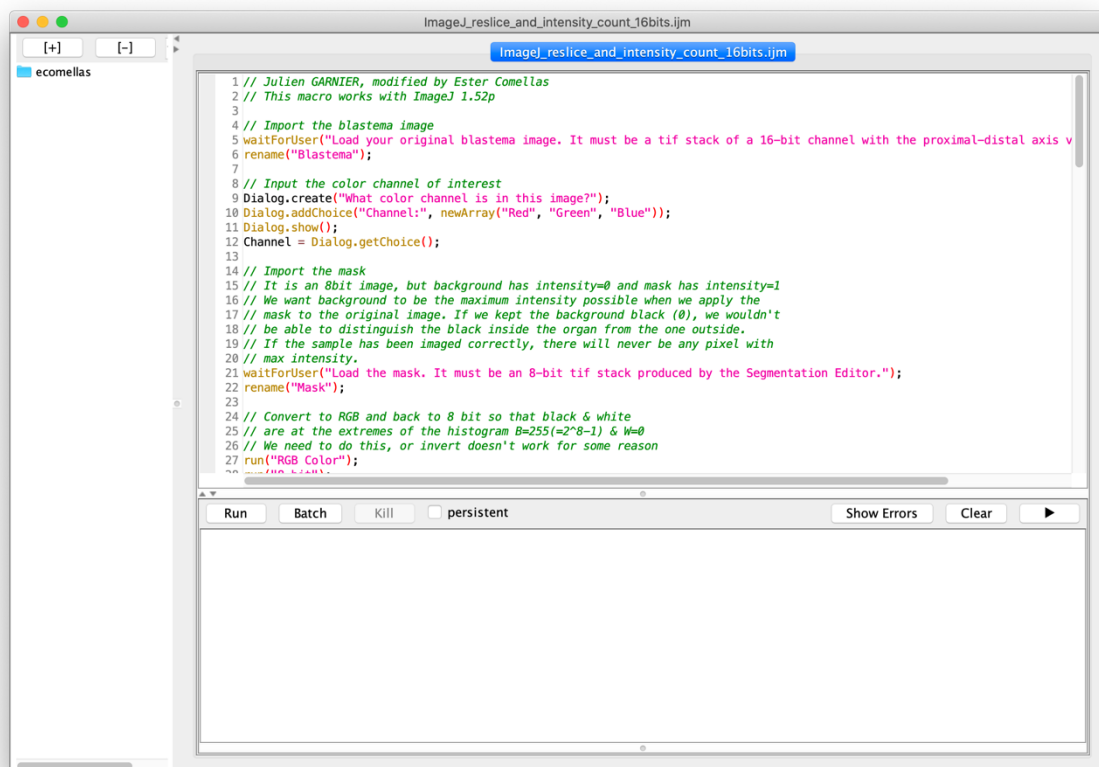 ImageJ_reslice_and_intensity_count_16bits.ijm
[+] [-]
ecomellas
ImageJ_reslice_and_intensity_count_16bits.ijm
1 // Julien GARNIER, modified by Ester Comellas
2 // This macro works with ImageJ 1.52p
3
4 // Import the blastema image
5 waitForUser("Load your original blastema image. It must be a tif stack of a 16-bit channel with the proximal-distal axis v
6 rename("Blastema");
7
8 // Input the color channel of interest
9 Dialog.create("What color channel is in this image?");
10 Dialog.addChoice("Channel:", newArray("Red", "Green", "Blue"));
11 Dialog.show();
12 Channel = Dialog.getChoice();
13
14 // Import the mask
15 // It is an 8bit image, but background has intensity=0 and mask has intensity=1
16 // We want background to be the maximum intensity possible when we apply the
17 // mask to the original image. If we kept the background black (0), we wouldn't
18 // be able to distinguish the black inside the organ from the one outside.
19 // If the sample has been imaged correctly, there will never be any pixel with
20 // max intensity.
21 waitForUser("Load the mask. It must be an 8-bit tif stack produced by the Segmentation Editor.");
22 rename("Mask");
23
24 // Convert to RGB and back to 8 bit so that black & white
25 // are at the extremes of the histogram B=255(=2^8-1) & W=0
26 // We need to do this, or invert doesn't work for some reason
27 run("RGB Color");
Run Batch Kill persistent Show Errors Clear